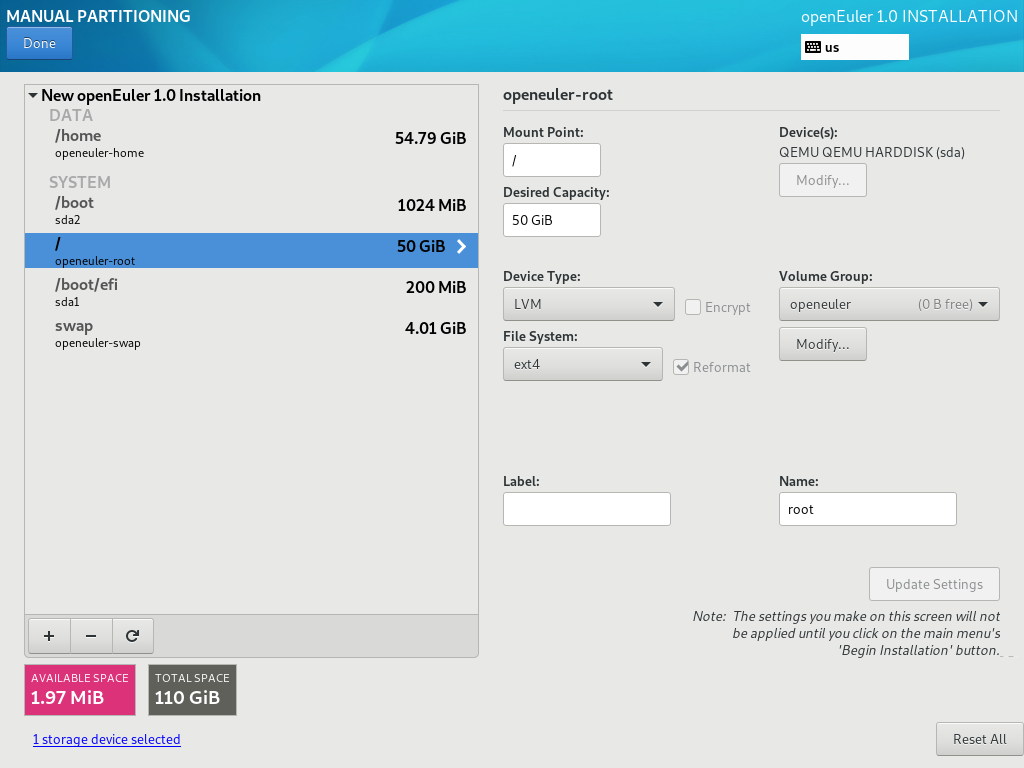 MANUAL PARTITIONING
openEuler 1.0 INSTALLATION
Done
us
New openEuler 1.0 Installation
DATA
/home
54.79 GiB
openeuler-home
SYSTEM
/boot
1024 MiB
sda2
/
50 GiB
openeuler-root
/boot/efi
200 MiB
sda1
swap
4.01 GiB
openeuler-swap
+ −
AVAILABLE SPACE
1.97 MiB
TOTAL SPACE
110 GiB
1 storage device selected
openeuler-root
Mount Point:
/
Device(s):
QEMU QEMU HARDDISK (sda)
Modify...
Desired Capacity:
50 GiB
Device Type:
LVM
Encrypt
Volume Group:
openeuler (0 B free)
Modify...
File System:
ext4
Reformat
Label:
Name:
root
Update Settings
Note: The settings you make on this screen will not
be applied until you click on the main menu's
'Begin Installation' button.
Reset All